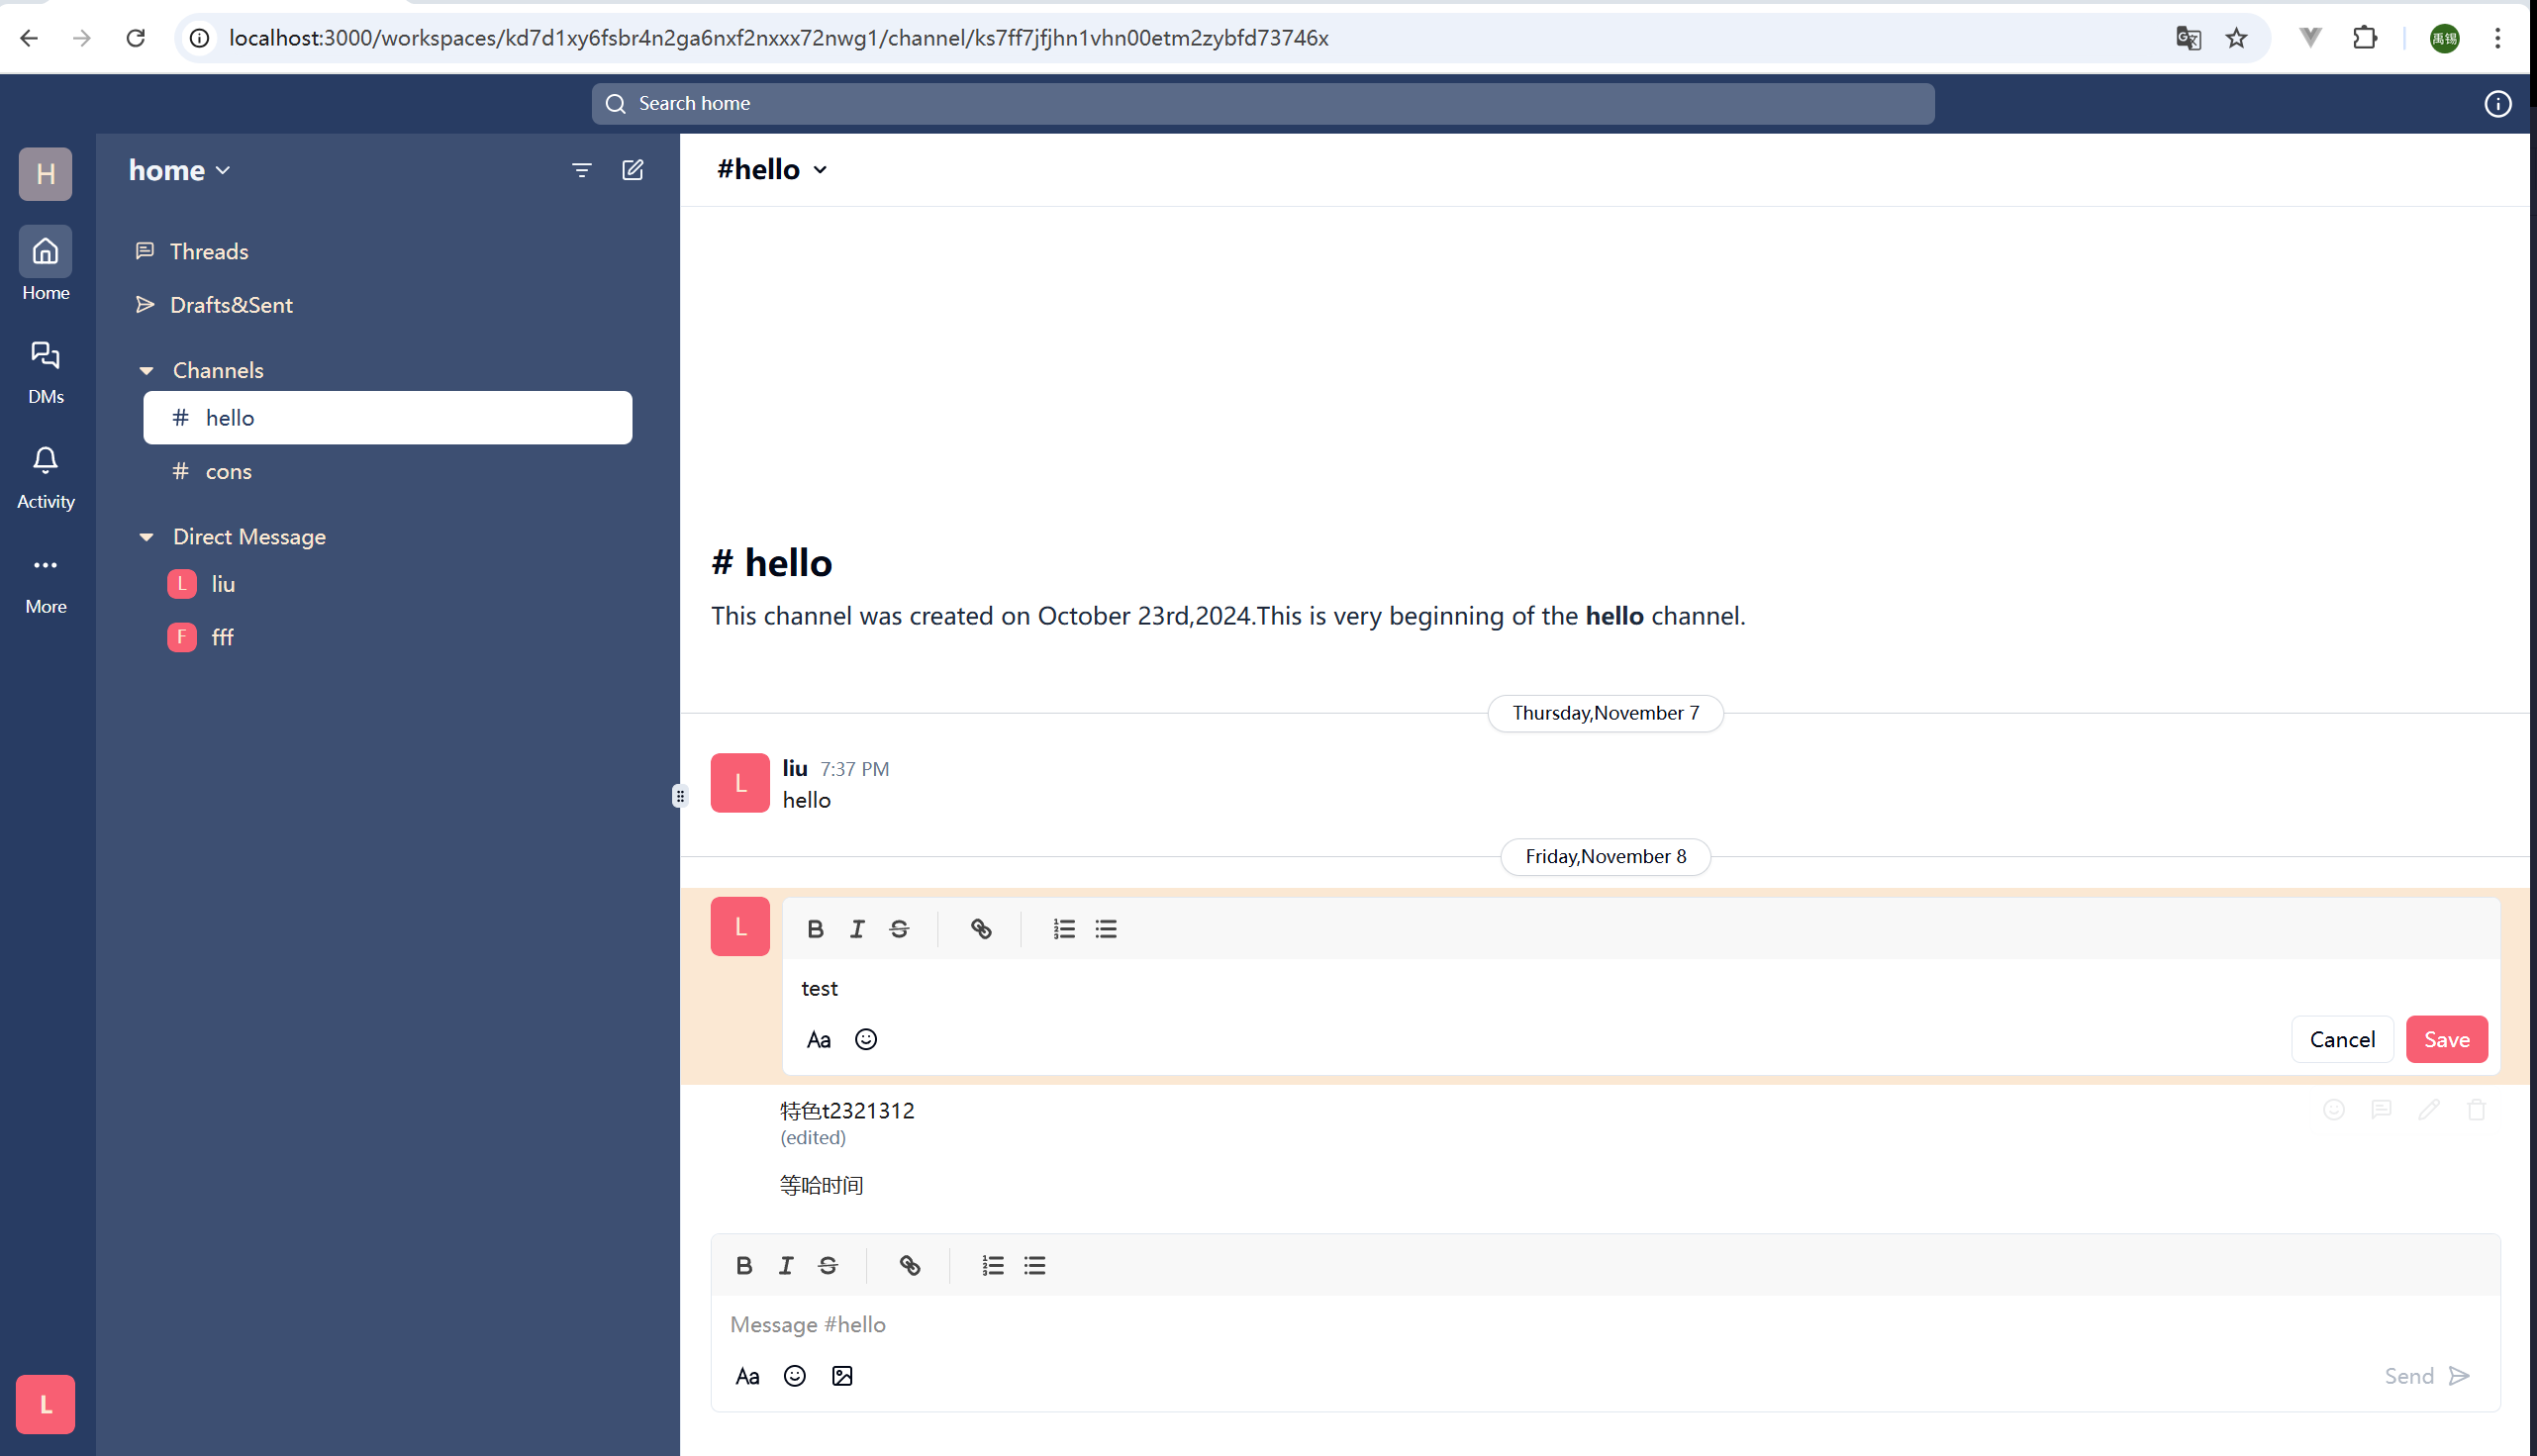 localhost:3000/workspaces/kd7d1xy6fsbr4n2ga6nxf2nxxx72nwg1/channel/ks7ff7jfjhn1vhn00etm2zybfd73746x
禹锡
Search home
H
Home
DMs
Activity
More
L
home
Threads
Drafts&Sent
Channels
# hello
# cons
Direct Message
L liu
F fff
#hello
# hello
This channel was created on October 23rd,2024.This is very beginning of the hello channel.
Thursday,November 7
L
liu 7:37 PM
hello
Friday,November 8
L
test
Aa
Cancel Save
特色t2321312
(edited)
等哈时间
Message #hello
Aa
Send